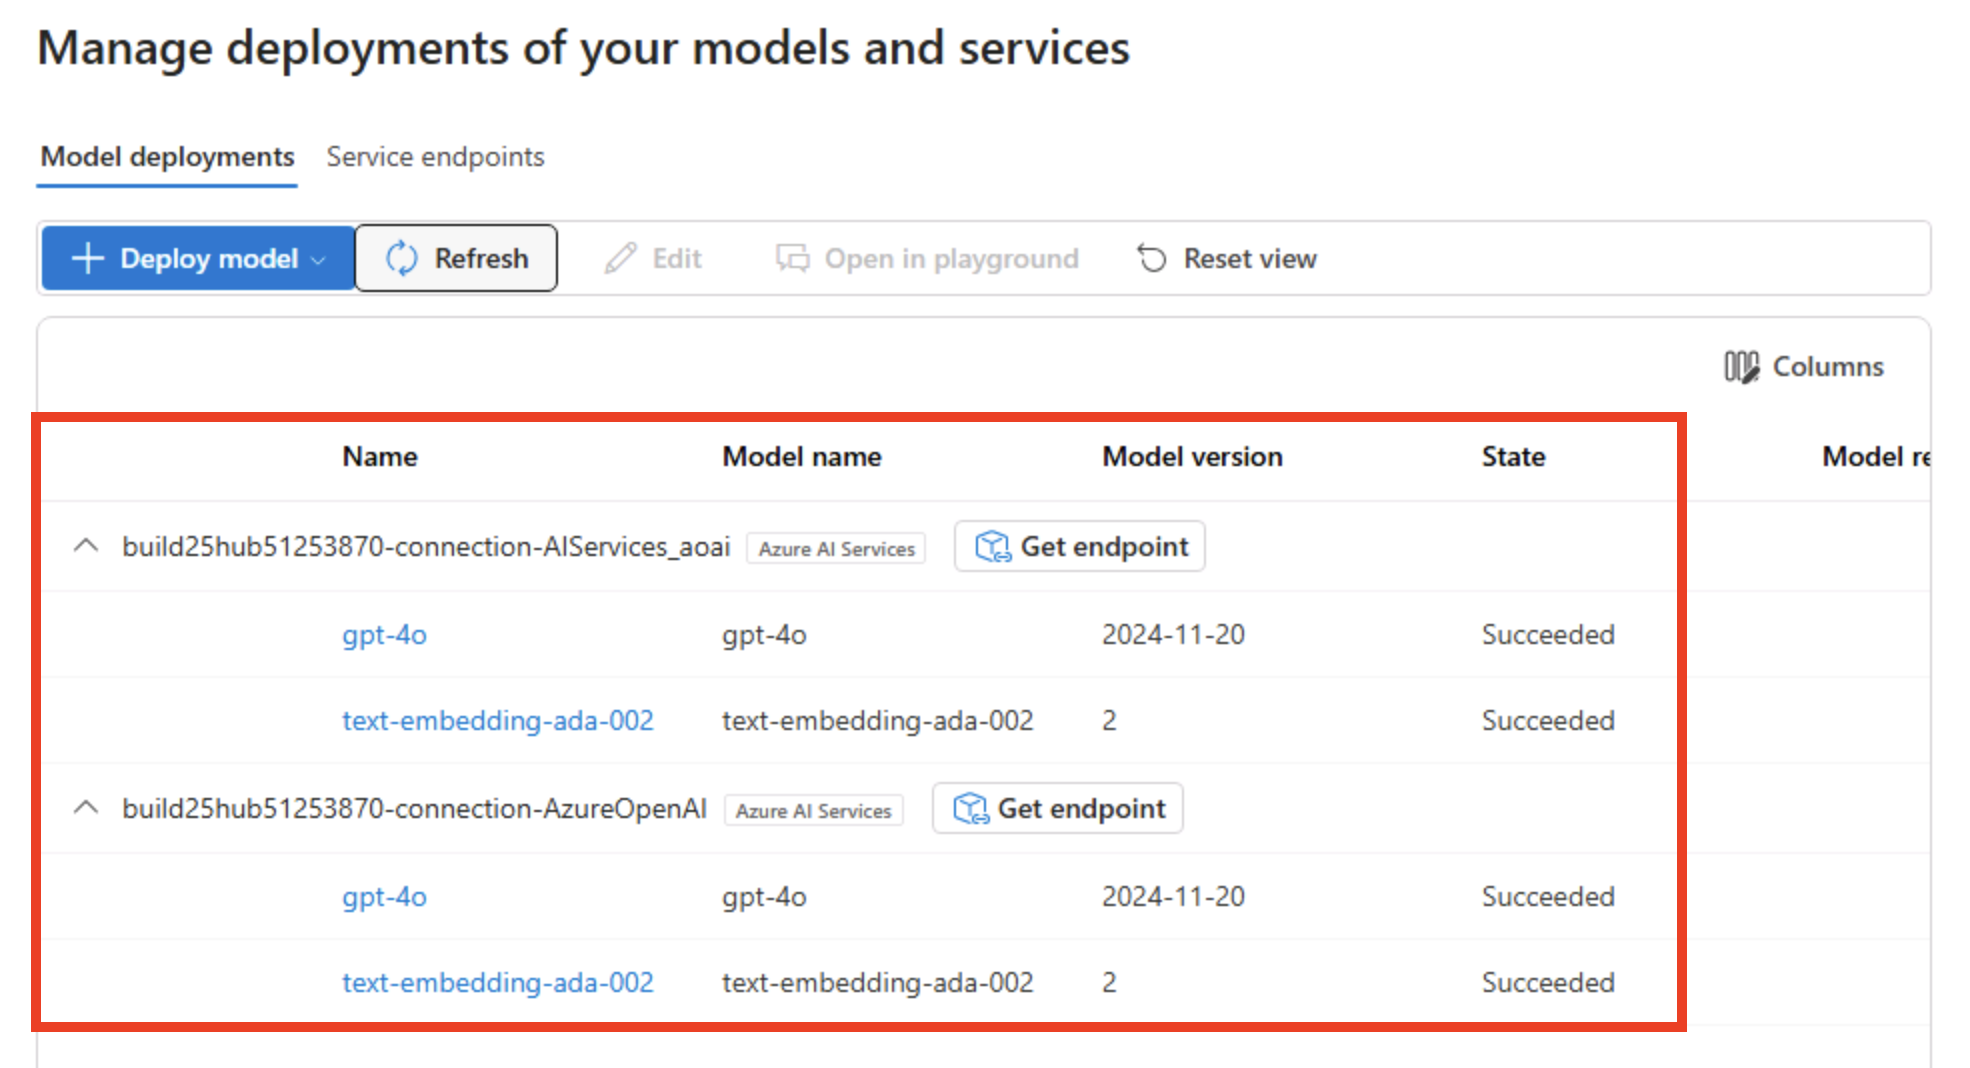 Manage deployments of your models and services
Model deployments Service endpoints
Deploy model Refresh Edit Open in playground Reset view
Columns
Name Model name Model version State Model re
build25hub51253870-connection-AIServices_aoai Azure AI Services Get endpoint
gpt-4o gpt-4o 2024-11-20 Succeeded
text-embedding-ada-002 text-embedding-ada-002 2 Succeeded
build25hub51253870-connection-AzureOpenAI Azure AI Services Get endpoint
gpt-4o gpt-4o 2024-11-20 Succeeded
text-embedding-ada-002 text-embedding-ada-002 2 Succeeded